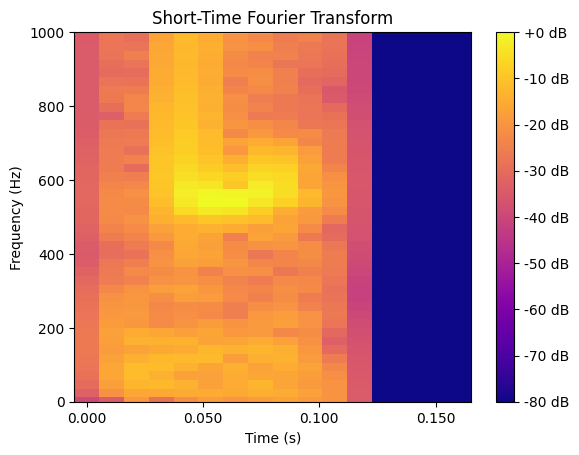 Short-Time Fourier Transform
Frequency (Hz)
1000
800
600
400
200
0
0.000
0.050
0.100
0.150
Time (s)
+0 dB
-10 dB
-20 dB
-30 dB
-40 dB
-50 dB
-60 dB
-70 dB
-80 dB